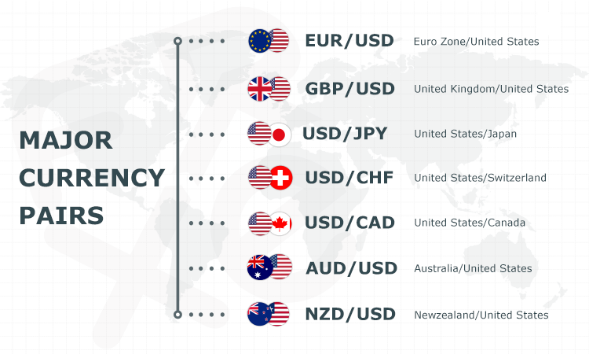 MAJOR
CURRENCY
PAIRS
EUR/USD Euro Zone/United States
GBP/USD United Kingdom/United States
USD/JPY United States/Japan
USD/CHF United States/Switzerland
USD/CAD United States/Canada
AUD/USD Australia/United States
NZD/USD Newzealand/United States